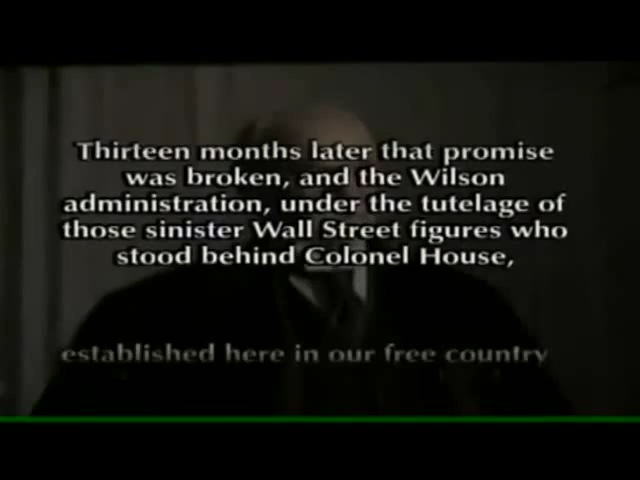 Thirteen months later that promise
was broken, and the Wilson
administration, under the tutelage of
those sinister Wall Street figures who
stood behind Colonel House,
established here in our free country